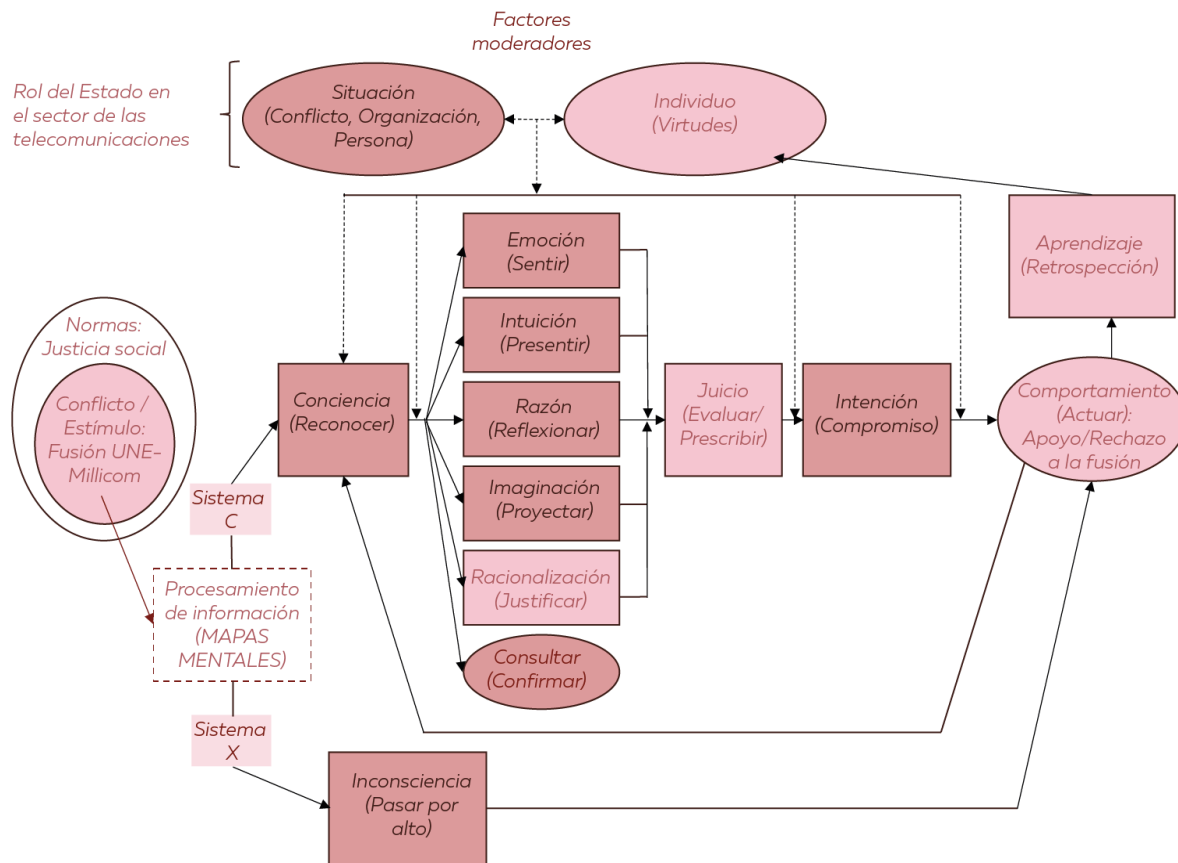 Factores
moderadores
Rol del Estado en
el sector de las
telecomunicaciones
Situación
(Conflicto, Organización,
Persona)
Individuo
(Virtudes)
Emoción
(Sentir)
Aprendizaje
(Retrospección)
Normas:
Justicia social
Intuición
(Presentir)
Conflicto /
Estímulo:
Fusión UNE-
Millicom
Conciencia
(Reconocer)
Razón
(Reflexionar)
Juicio
(Evaluar/
Prescribir)
Intención
(Compromiso)
Comportamiento
(Actuar):
Apoyo/Rechazo
a la fusión
Imaginación
(Proyectar)
Sistema
C
Racionalización
(Justificar)
Procesamiento
de información
(MAPAS
MENTALES)
Consultar
(Confirmar)
Sistema
X
Inconsciencia
(Pasar por
alto)